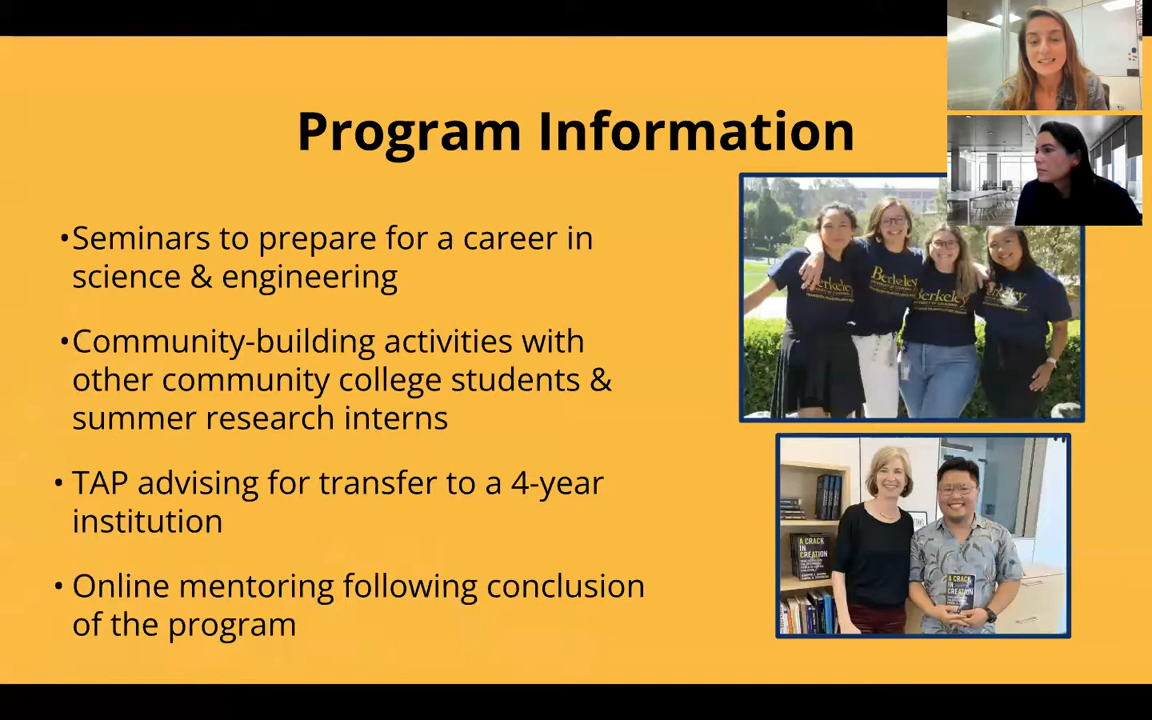 Program Information
•Seminars to prepare for a career in
science & engineering
•Community-building activities with
other community college students &
summer research interns
• TAP advising for transfer to a 4-year
institution
• Online mentoring following conclusion
of the program
Berkeley
Berkeley
Berkeley
Berkeley
A CRACK
IN
CREATION
A CRACK
IN
CREATION